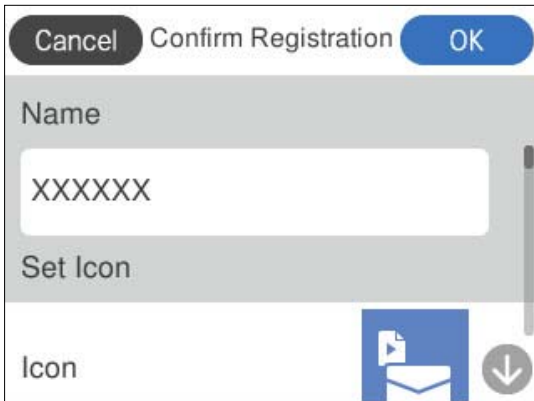 Cancel Confirm Registration OK
Name
XXXXXX
Set Icon
Icon